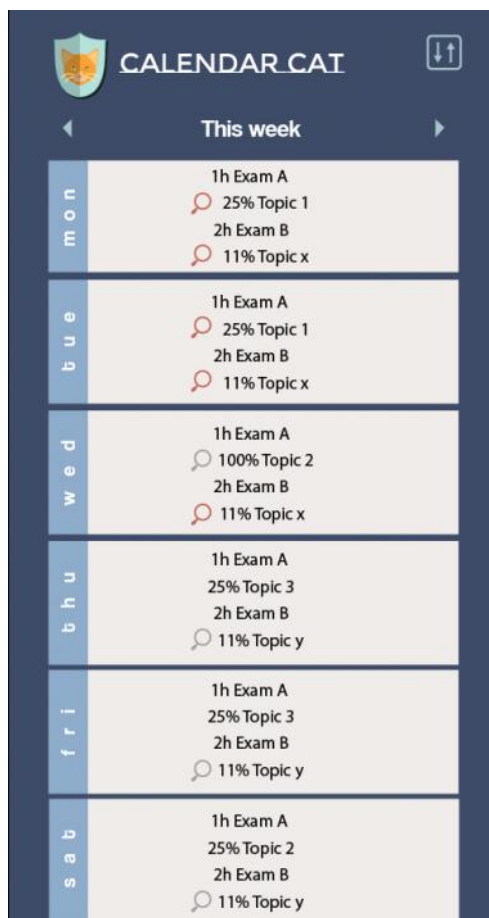 CALENDAR CAT
This week
mon
1h Exam A
25% Topic 1
2h Exam B
11% Topic x
tue
1h Exam A
25% Topic 1
2h Exam B
11% Topic x
wed
1h Exam A
100% Topic 2
2h Exam B
11% Topic x
thu
1h Exam A
25% Topic 3
2h Exam B
11% Topic y
fri
1h Exam A
25% Topic 3
2h Exam B
11% Topic y
sat
1h Exam A
25% Topic 2
2h Exam B
11% Topic y